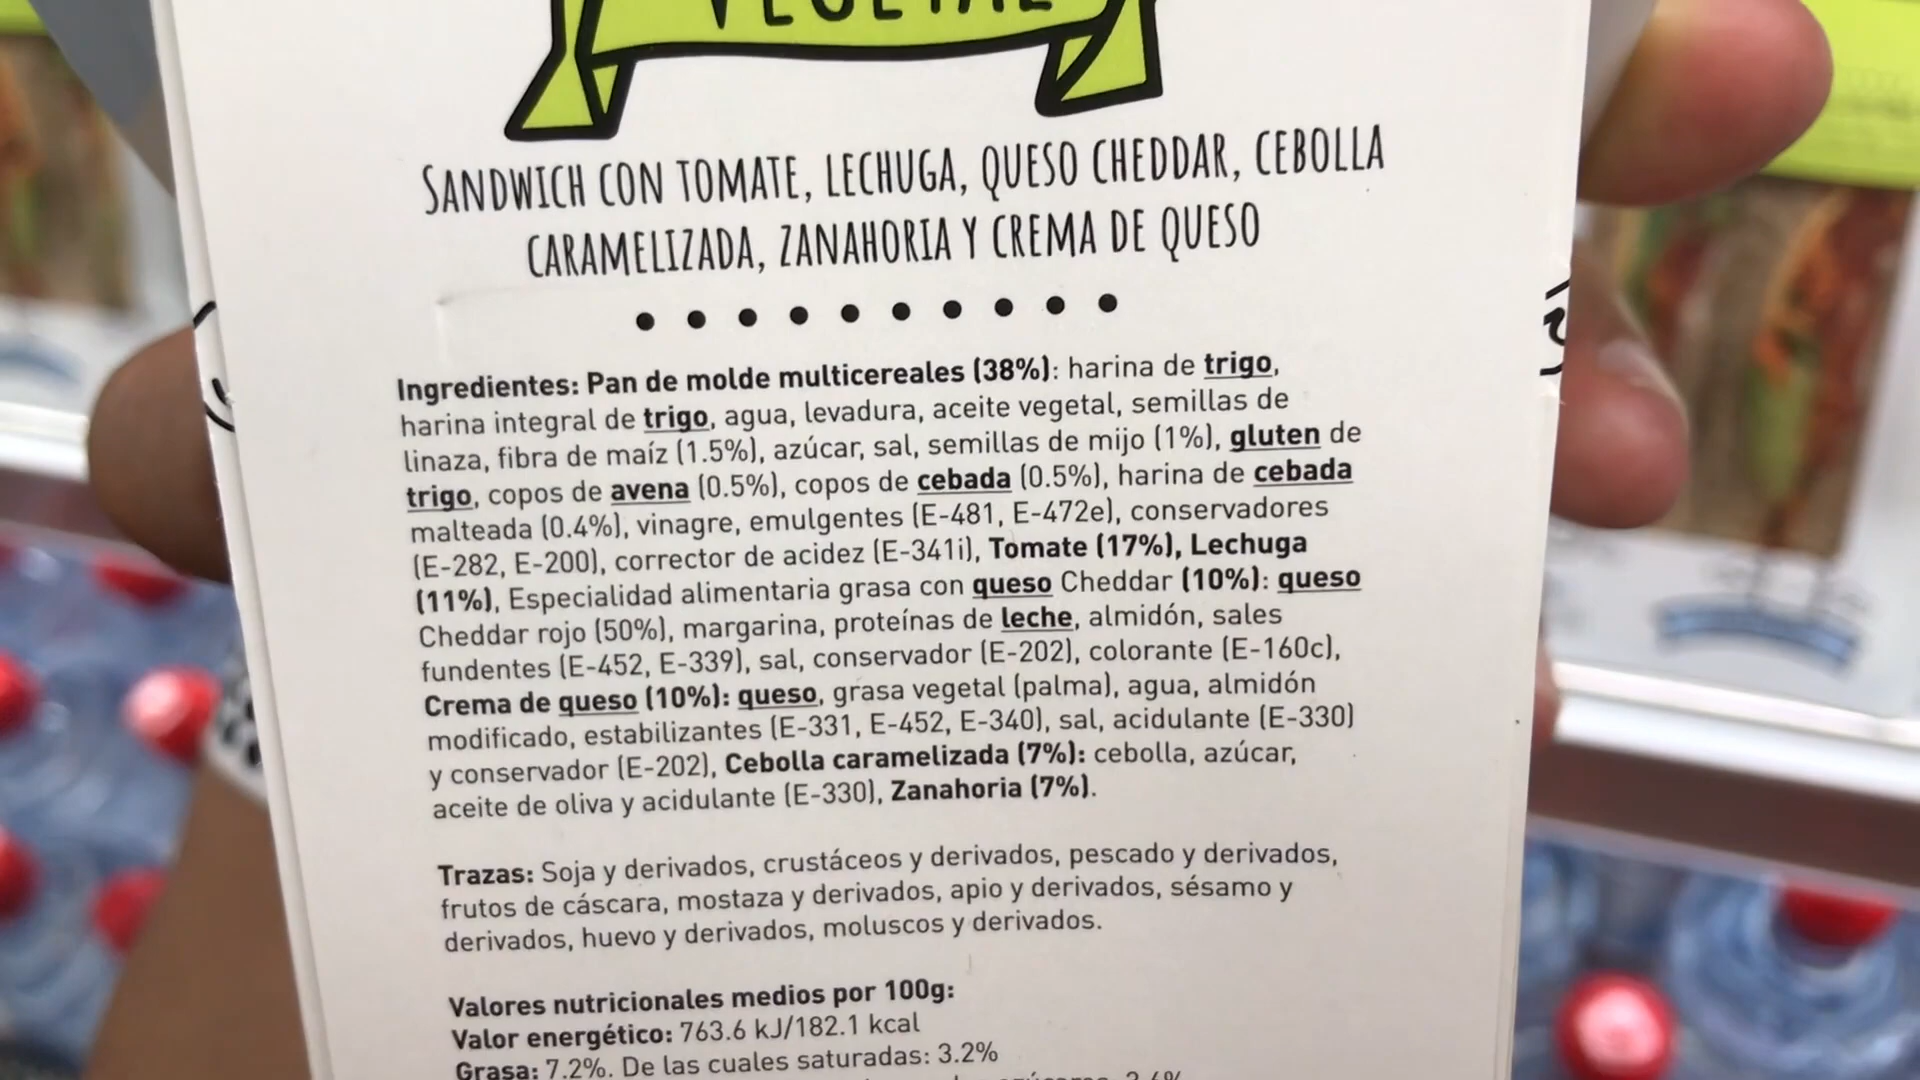 VEGETAL
SANDWICH CON TOMATE, LECHUGA, QUESO CHEDDAR, CEBOLLA
CARAMELIZADA, ZANAHORIA Y CREMA DE QUESO
Ingredientes: Pan de molde multicereales (38%): harina de trigo,
harina integral de trigo, agua, levadura, aceite vegetal, semillas de
linaza, fibra de maíz (1.5%), azúcar, sal, semillas de mijo (1%), gluten de
trigo, copos de avena (0.5%), copos de cebada (0.5%), harina de cebada
malteada (0.4%), vinagre, emulgentes (E-481, E-472e), conservadores
(E-282, E-200), corrector de acidez (E-341i), Tomate (17%), Lechuga
(11%), Especialidad alimentaria grasa con queso Cheddar (10%): queso
Cheddar rojo (50%), margarina, proteínas de leche, almidón, sales
fundentes (E-452, E-339), sal, conservador (E-202), colorante (E-160c),
Crema de queso (10%): queso, grasa vegetal (palma), agua, almidón
modificado, estabilizantes (E-331, E-452, E-340), sal, acidulante (E-330)
y conservador (E-202), Cebolla caramelizada (7%): cebolla, azúcar,
aceite de oliva y acidulante (E-330), Zanahoria (7%).
Trazas: Soja y derivados, crustáceos y derivados, pescado y derivados,
frutos de cáscara, mostaza y derivados, apio y derivados, sésamo y
derivados, huevo y derivados, moluscos y derivados.
Valores nutricionales medios por 100g:
Valor energético: 763.6 kJ/182.1 kcal
Grasa: 7.2%. De las cuales saturadas: 3.2%